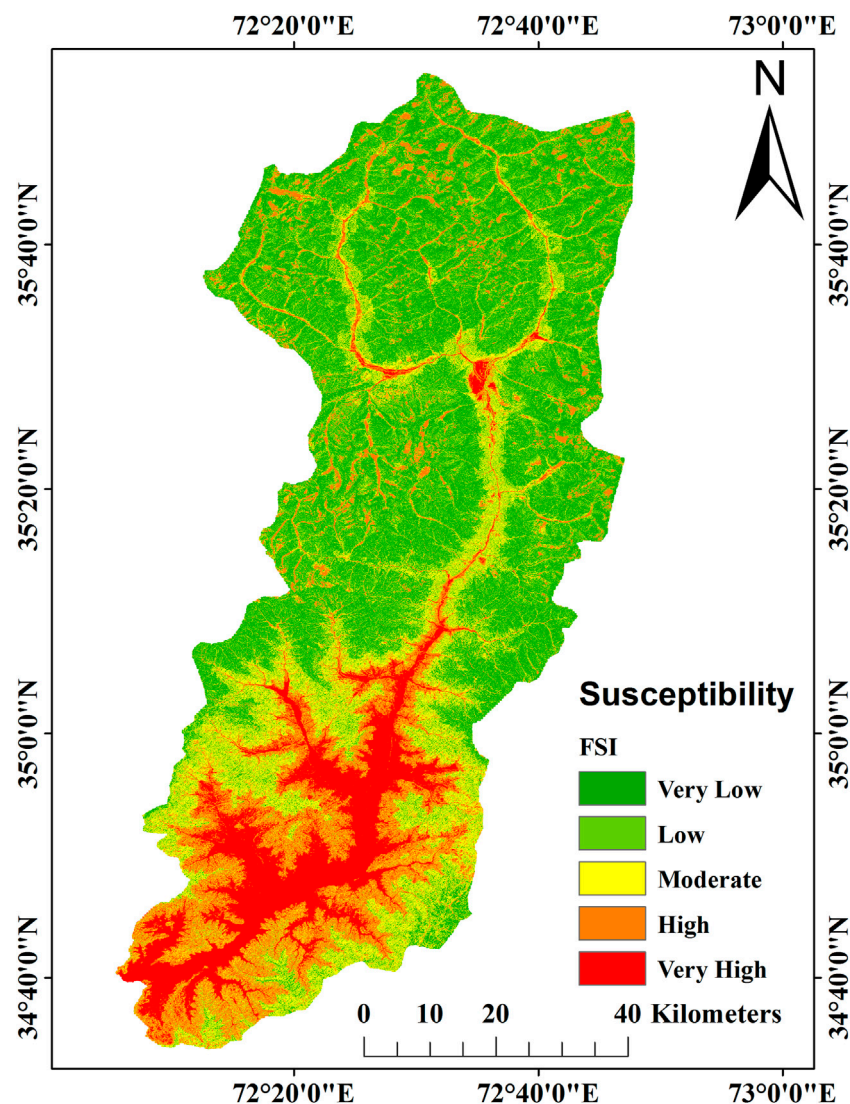 72°20'0"E 72°40'0"E 73°0'0"E
N
35°40'0"N 35°40'0"N
35°20'0"N 35°20'0"N
35°0'0"N 35°0'0"N
34°40'0"N 34°40'0"N
Susceptibility
FSI
Very Low
Low
Moderate
High
Very High
0 10 20 40 Kilometers
72°20'0"E 72°40'0"E 73°0'0"E